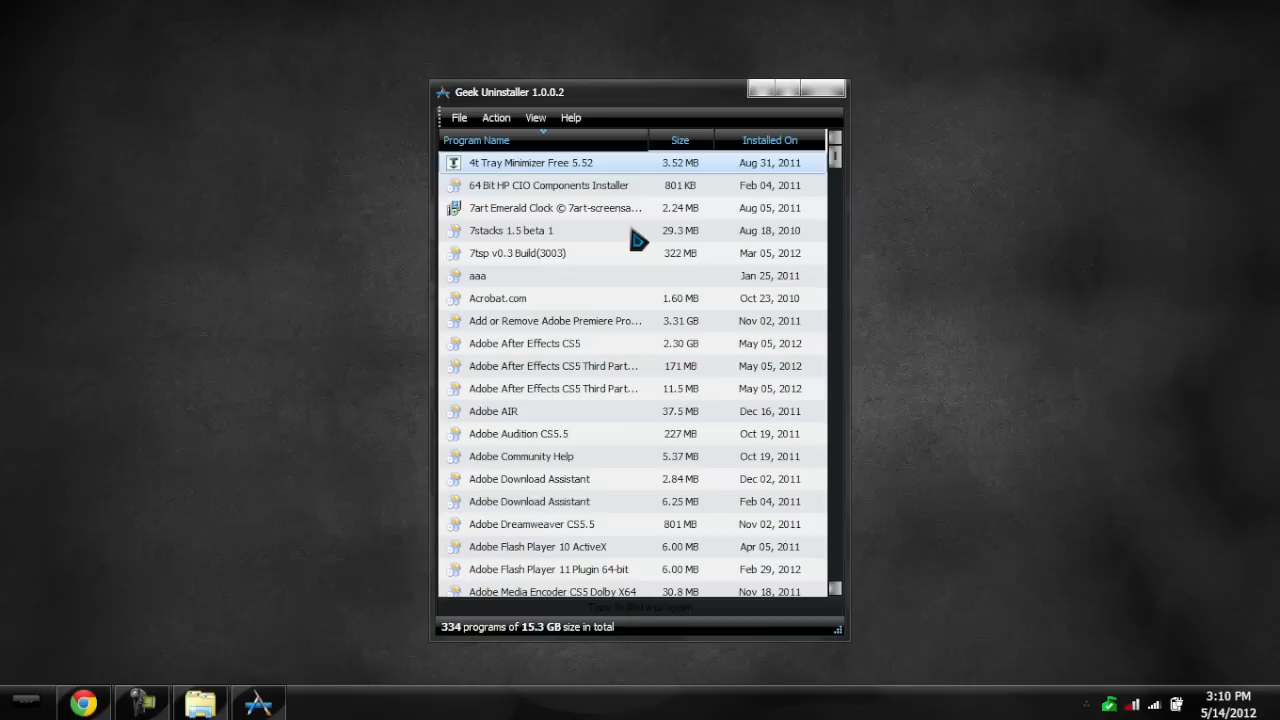 Geek Uninstaller 1.0.0.2
File Action View Help
Program Name Size Installed On
4t Tray Minimizer Free 5.52 3.52 MB Aug 31, 2011
64 Bit HP CIO Components Installer 801 KB Feb 04, 2011
7art Emerald Clock © 7art-screensa... 2.24 MB Aug 05, 2011
7stacks 1.5 beta 1 29.3 MB Aug 18, 2010
7tsp v0.3 Build(3003) 322 MB Mar 05, 2012
aaa Jan 25, 2011
Acrobat.com 1.60 MB Oct 23, 2010
Add or Remove Adobe Premiere Pro... 3.31 GB Nov 02, 2011
Adobe After Effects CS5 2.30 GB May 05, 2012
Adobe After Effects CS5 Third Part... 171 MB May 05, 2012
Adobe After Effects CS5 Third Part... 11.5 MB May 05, 2012
Adobe AIR 37.5 MB Dec 16, 2011
Adobe Audition CS5.5 227 MB Oct 19, 2011
Adobe Community Help 5.37 MB Oct 19, 2011
Adobe Download Assistant 2.84 MB Dec 02, 2011
Adobe Download Assistant 6.25 MB Feb 04, 2011
Adobe Dreamweaver CS5.5 801 MB Nov 02, 2011
Adobe Flash Player 10 ActiveX 6.00 MB Apr 05, 2011
Adobe Flash Player 11 Plugin 64-bit 6.00 MB Feb 29, 2012
Adobe Media Encoder CS5 Dolby X64 30.8 MB Nov 18, 2011
334 programs of 15.3 GB size in total
3:10 PM
5/14/2012